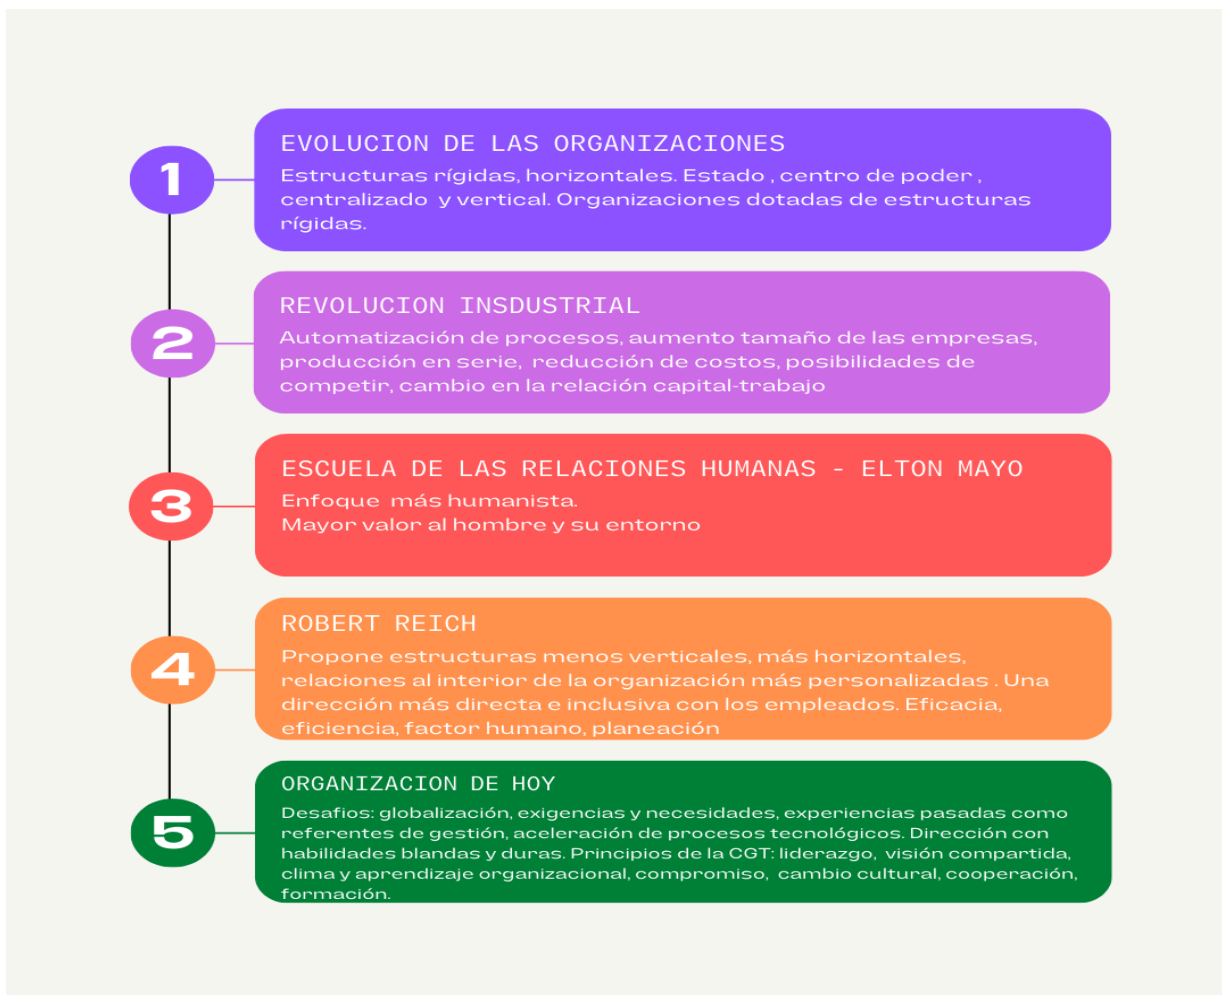 1
EVOLUCION DE LAS ORGANIZACIONES
Estructuras rígidas, horizontales. Estado , centro de poder ,
centralizado y vertical. Organizaciones dotadas de estructuras
rígidas.
2
REVOLUCION INSDUSTRIAL
Automatización de procesos, aumento tamaño de las empresas,
producción en serie, reducción de costos, posibilidades de
competir, cambio en la relación capital-trabajo
3
ESCUELA DE LAS RELACIONES HUMANAS - ELTON MAYO
Enfoque más humanista.
Mayor valor al hombre y su entorno
4
ROBERT REICH
Propone estructuras menos verticales, más horizontales,
relaciones al interior de la organización más personalizadas . Una
dirección más directa e inclusiva con los empleados. Eficacia,
eficiencia, factor humano, planeación
5
ORGANIZACION DE HOY
Desafios: globalización, exigencias y necesidades, experiencias pasadas como
referentes de gestión, aceleración de procesos tecnológicos. Dirección con
habilidades blandas y duras. Principios de la CGT: liderazgo, visión compartida,
clima y aprendizaje organizacional, compromiso, cambio cultural, cooperación,
formación.